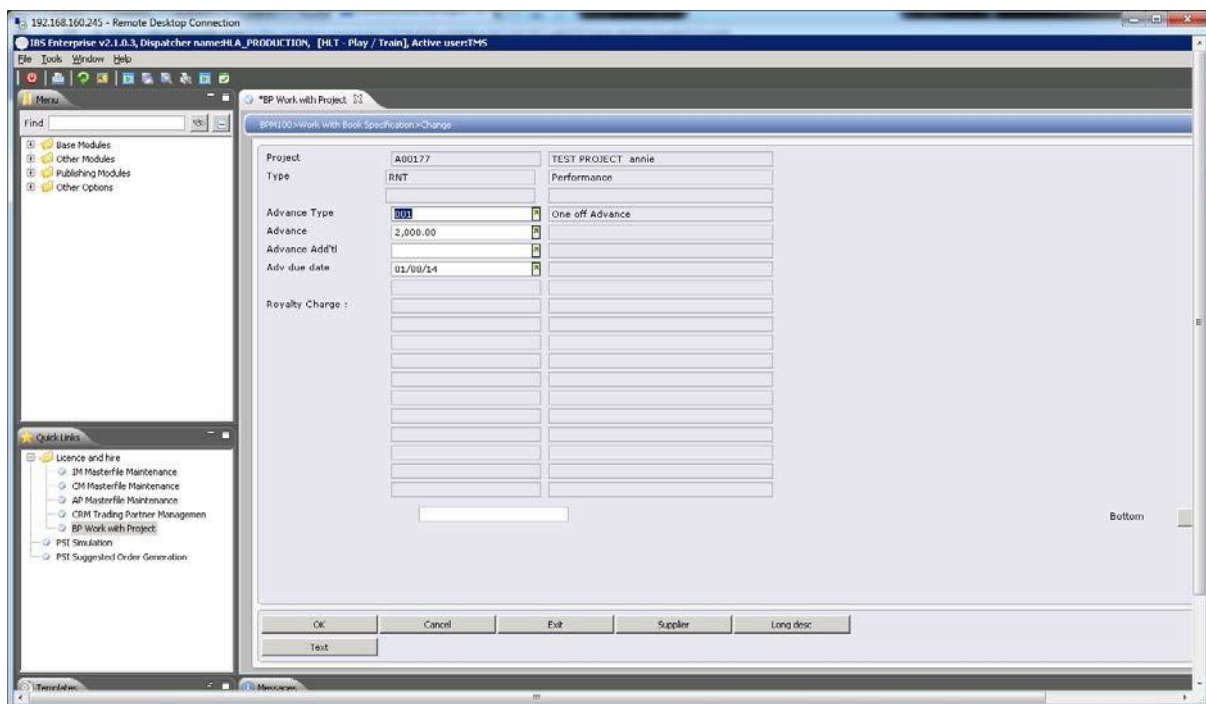 192.168.160.245 - Remote Desktop Connection
IBS Enterprise v2.1.0.3, Dispatcher name:HLA_PRODUCTION, [HLT - Play / Train], Active user:TMS
File Tools Window Help
Menu
*BP Work with Project
Find
BPM100>Work With Book Specification>Change
Base Modules
Other Modules
Publishing Modules
Other Options
Project A00177 TEST PROJECT annie
Type RNT Performance
Advance Type 001 One off Advance
Advance 2,000.00
Advance Add'tl
Adv due date 01/08/14
Royalty Charge :
Quick Links
Licence and hire
IM Masterfile Maintenance
CM Masterfile Maintenance
AP Masterfile Maintenance
CRM Trading Partner Managemen
BP Work with Project
PSI Simulation
PSI Suggested Order Generation
Bottom
OK Cancel Exit Supplier Long desc
Text
Templates
Messages